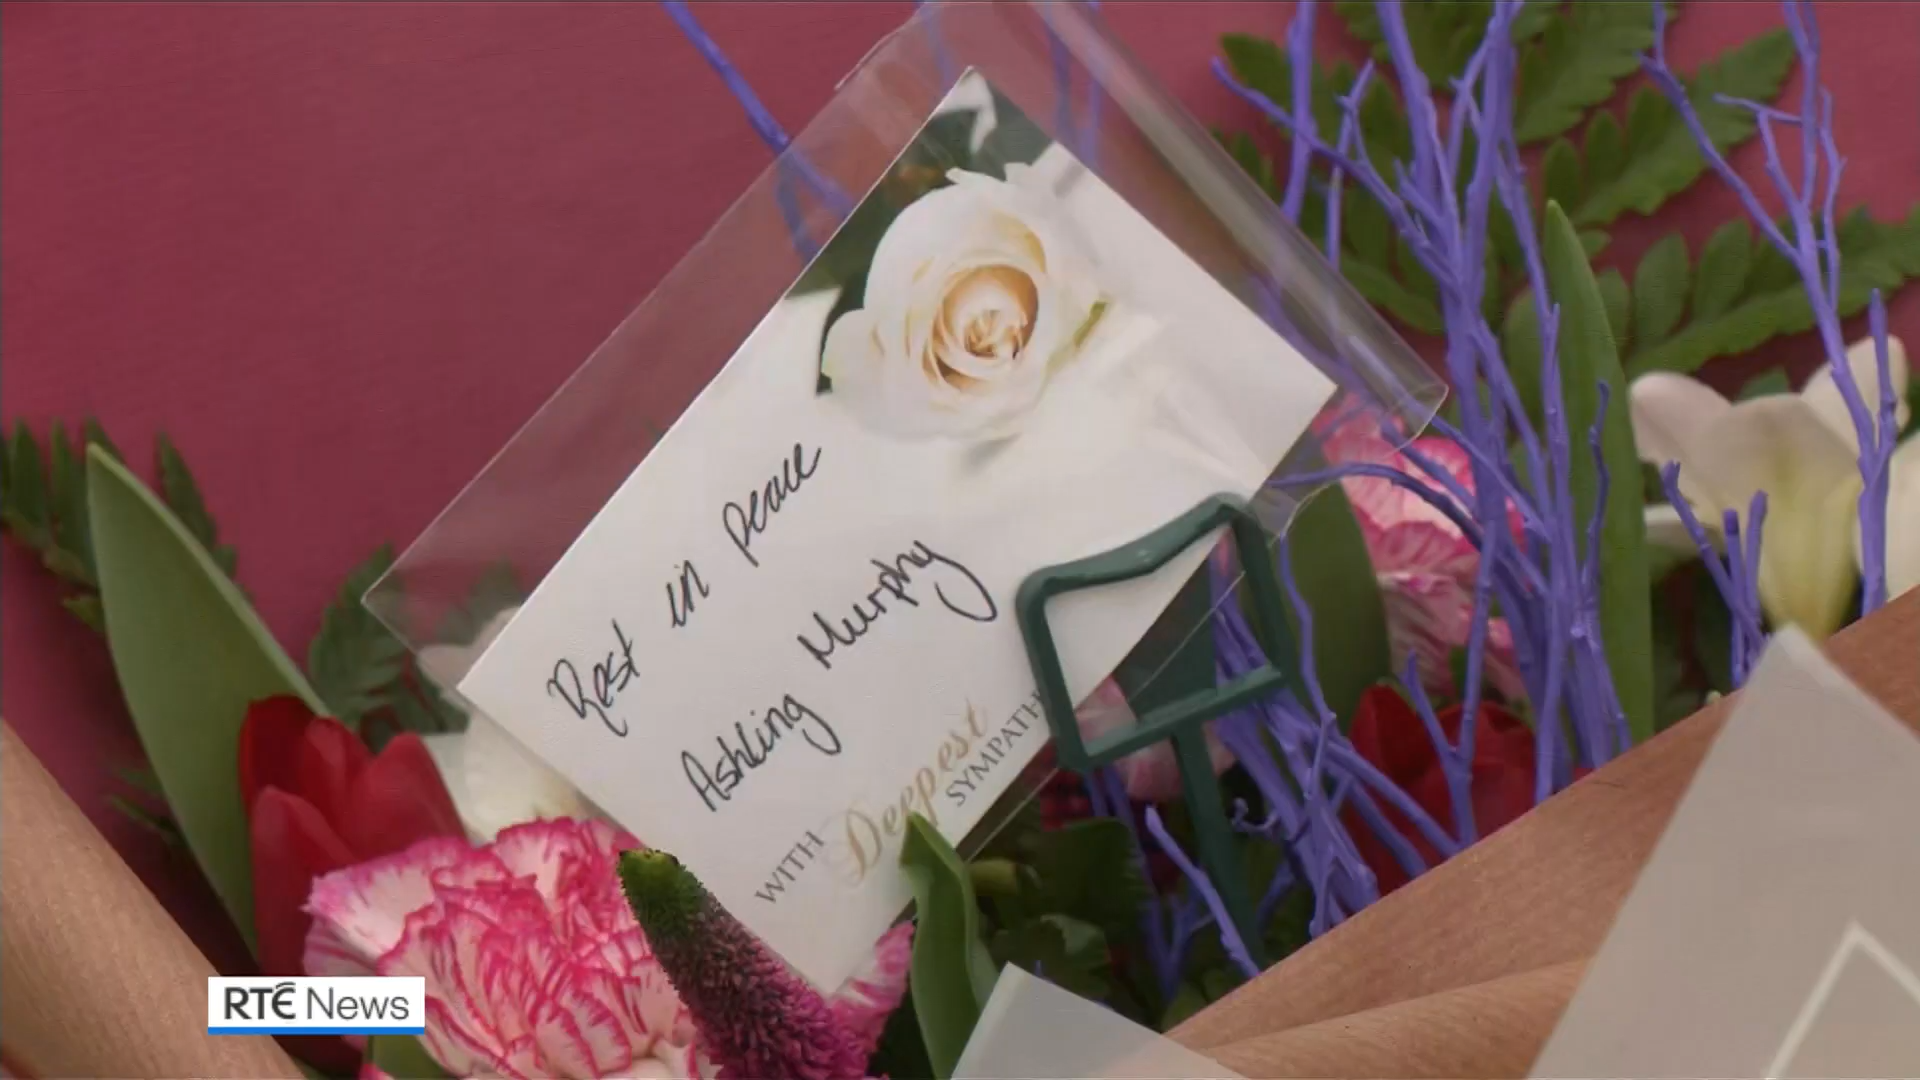 Rest in peace
Ashling Murphy
WITH Deepest
SYMPATHY
RTÉ News